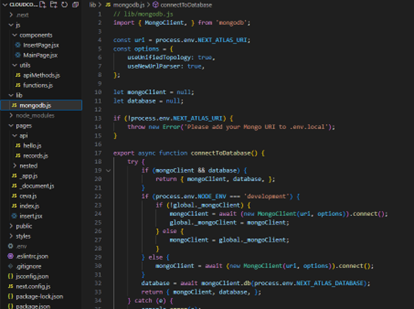 CLOUDCO...
js
components
InsertPage.jsx
MainPage.jsx
utils
apiMethods.js
functions.js
lib
mongodb.js
node_modules
pages
api
hello.js
records.js
nested
_app.js
_document.js
index.js
insert.jsx
public
styles
.env
.eslintrc.json
.gitignore
jsconfig.json
next.config.js
package-lock.json
package.json
lib > mongodb.js > connectToDatabase
1 // lib/mongodb.js
2 import { MongoClient, } from 'mongodb';
3
4 const uri = process.env.NEXT_ATLAS_URI;
5 const options = {
6 useUnifiedTopology: true,
7 useNewUrlParser: true,
8 };
9
10 let mongoClient = null;
11 let database = null;
12
13 if (!process.env.NEXT_ATLAS_URI) {
14 throw new Error('Please add your Mongo URI to .env.local');
15 }
16
17 export async function connectToDatabase() {
18 try {
19 if (mongoClient && database) {
20 return { mongoClient, database, };
21 }
22 if (process.env.NODE_ENV === 'development') {
23 if (!global._mongoClient) {
24 mongoClient = await (new MongoClient(uri, options)).connect();
25 global._mongoClient = mongoClient;
26 } else {
27 mongoClient = global._mongoClient;
28 }
29 } else {
30 mongoClient = await (new MongoClient(uri, options)).connect();
31 }
32 database = await mongoClient.db(process.env.NEXT_ATLAS_DATABASE);
33 return { mongoClient, database, };
34 } catch (e) {